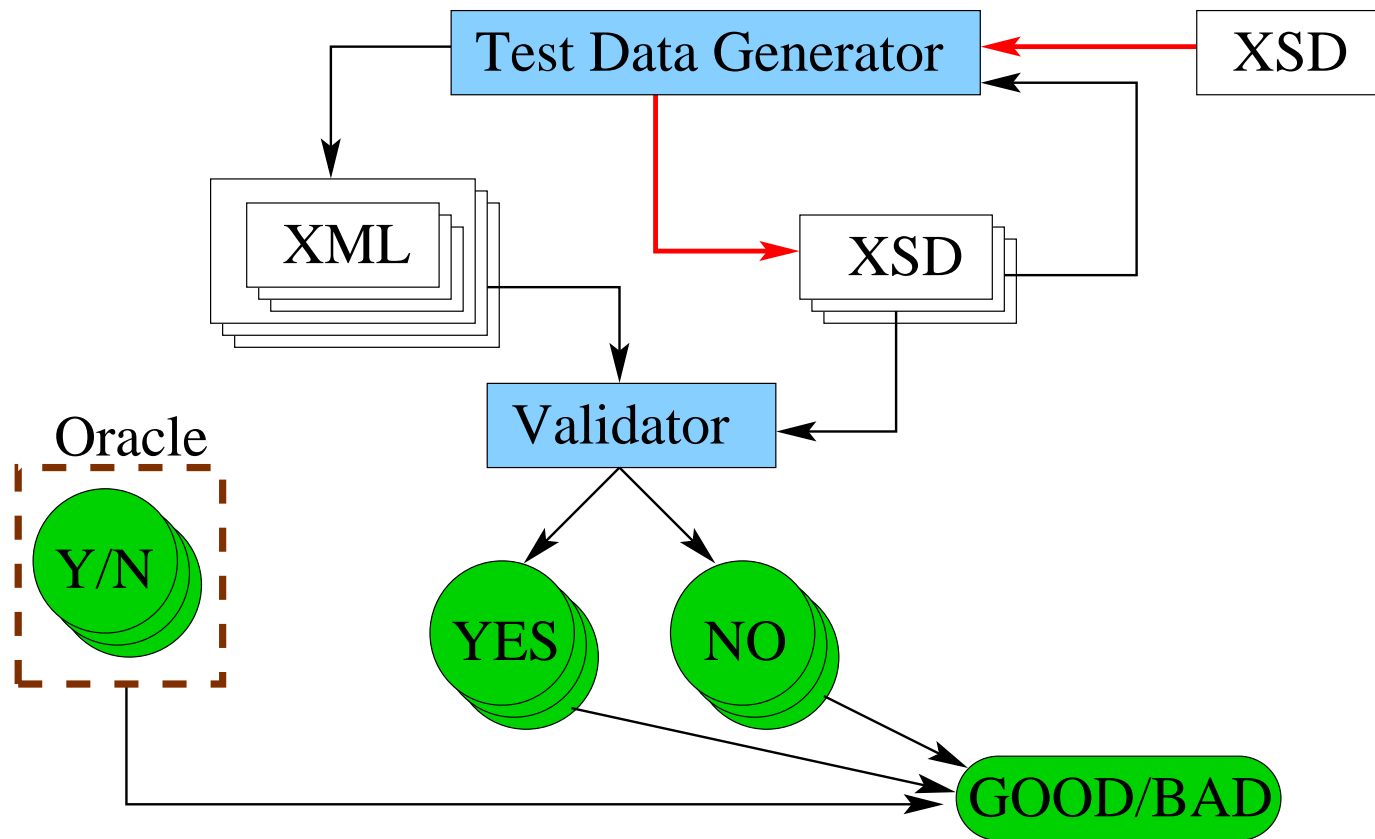 Test Data Generator
XSD
XML
XSD
Validator
Oracle
Y/N
YES
NO
GOOD/BAD